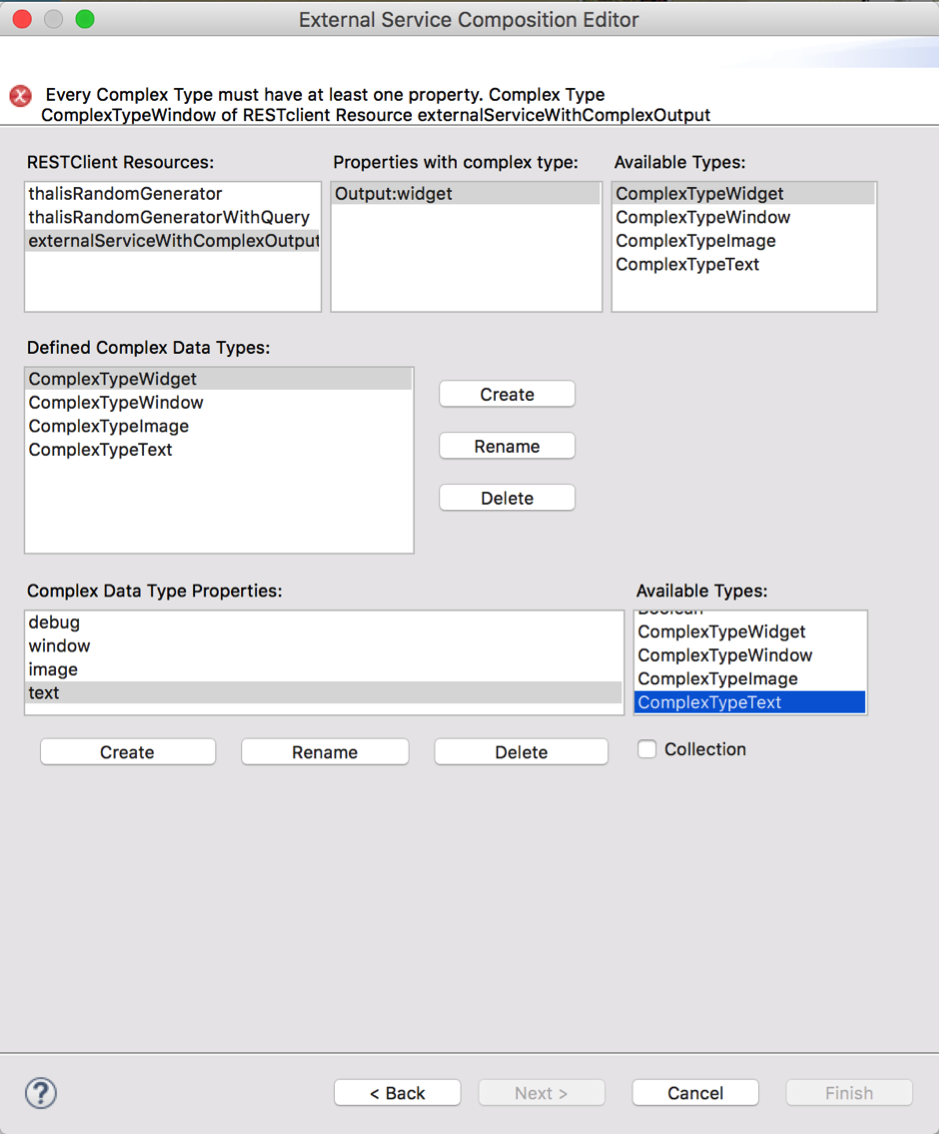 External Service Composition Editor
Every Complex Type must have at least one property. Complex Type
ComplexTypeWindow of RESTclient Resource externalServiceWithComplexOutput
RESTClient Resources:
thalisRandomGenerator
thalisRandomGeneratorWithQuery
externalServiceWithComplexOutput
Properties with complex type:
Output:widget
Available Types:
ComplexTypeWidget
ComplexTypeWindow
ComplexTypeImage
ComplexTypeText
Defined Complex Data Types:
ComplexTypeWidget
ComplexTypeWindow
ComplexTypeImage
ComplexTypeText
Create
Rename
Delete
Complex Data Type Properties:
debug
window
image
text
Available Types:
Boolean
ComplexTypeWidget
ComplexTypeWindow
ComplexTypeImage
ComplexTypeText
Create
Rename
Delete
Collection
?
< Back
Next >
Cancel
Finish